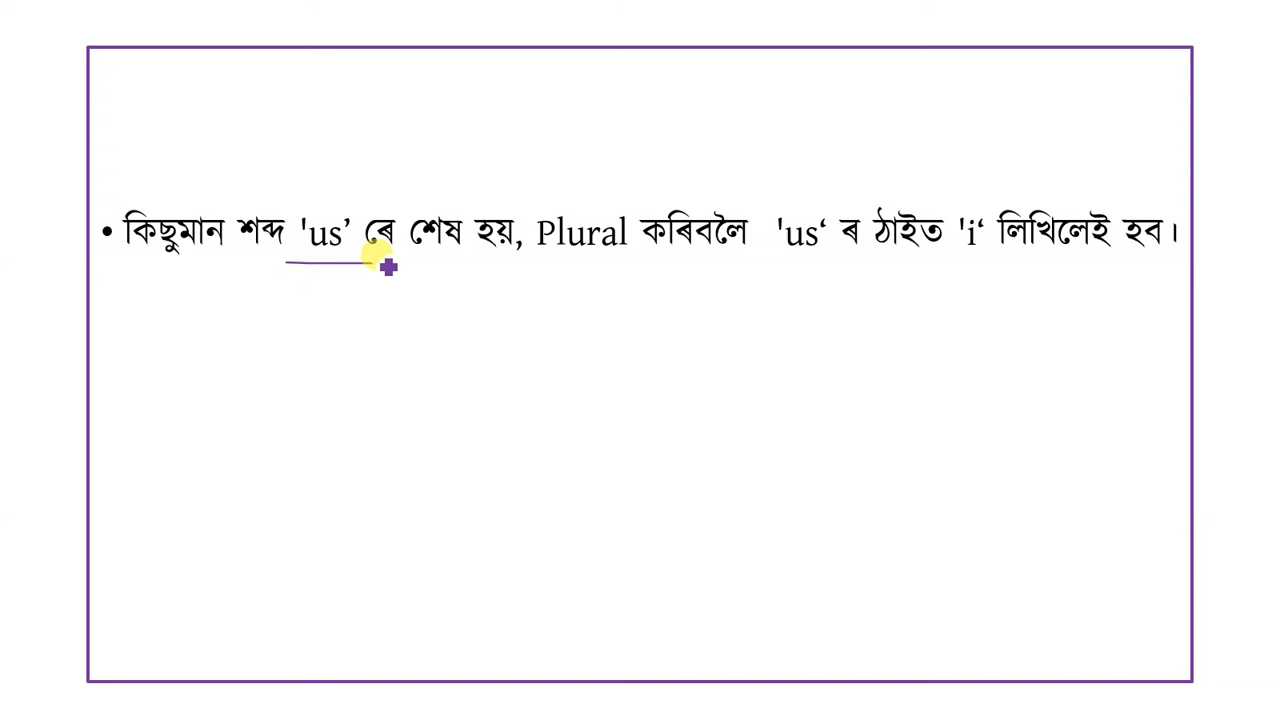 • কিছুমান শব্দ 'us’ ৰে শেষ হয়, Plural কৰিবলৈ 'us‘ ৰ ঠাইত 'i‘ লিখিলেই হব।